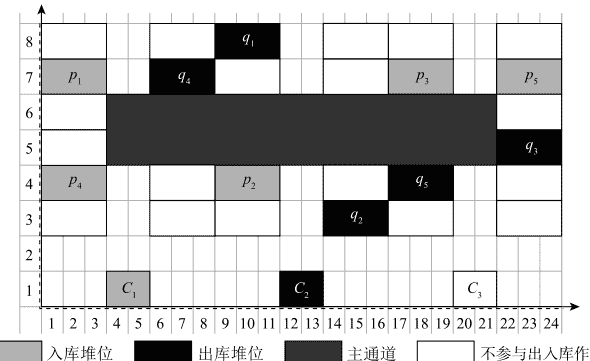 8 q1
7 p1 q4 p3 p5
6
5 q3
4 p4 p2 q5
3 q2
2
1 C1 C2 C3
1 2 3 4 5 6 7 8 9 10 11 12 13 14 15 16 17 18 19 20 21 22 23 24
入库堆位 出库堆位 主通道 不参与出入库作